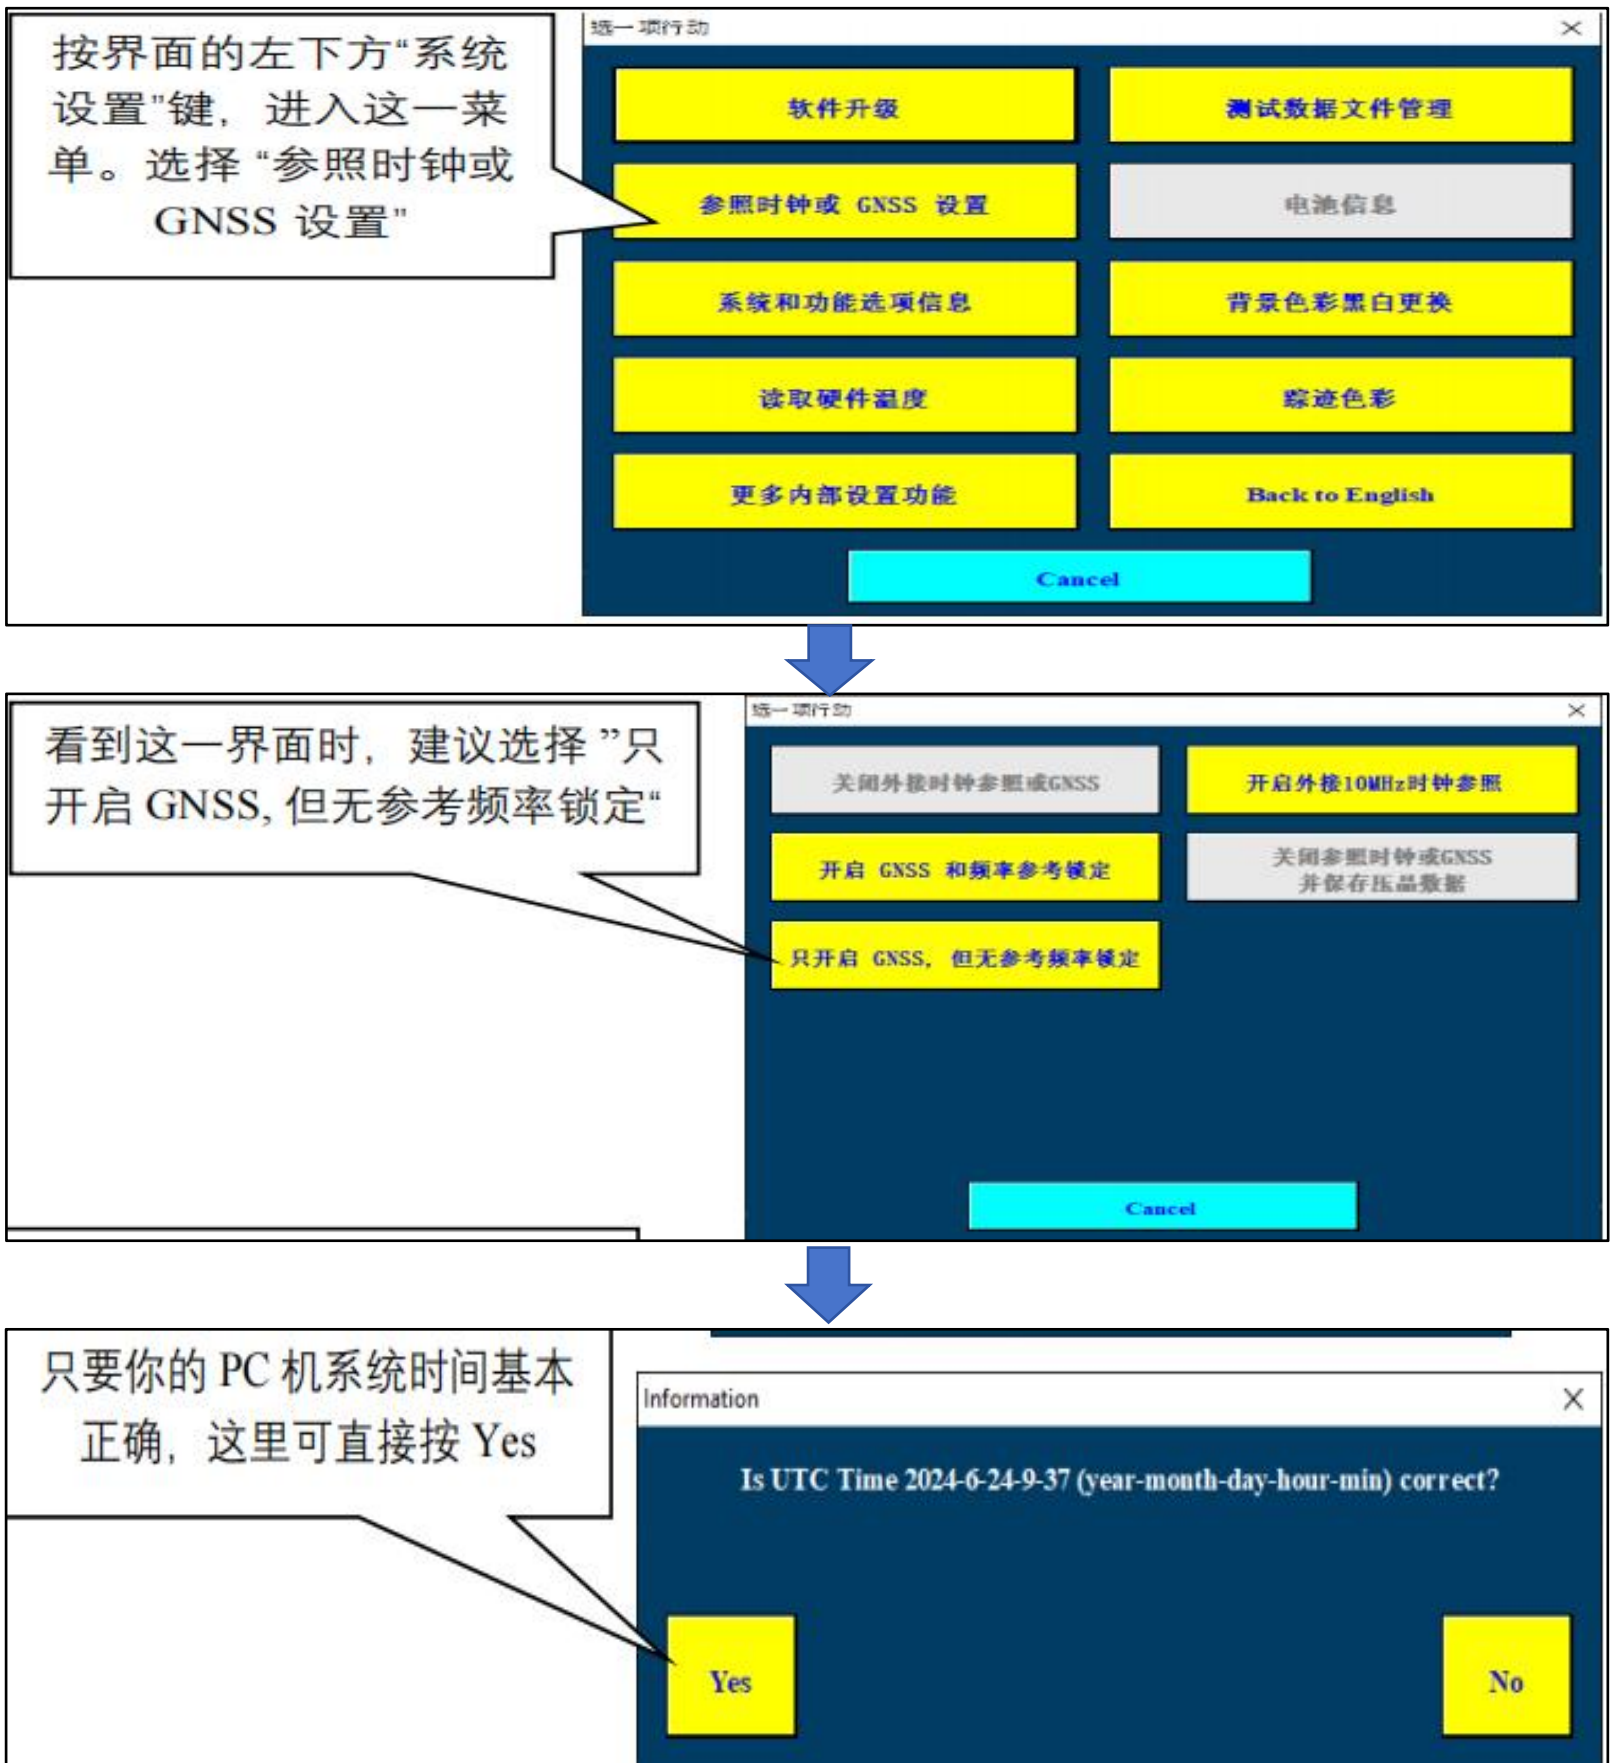 按界面的左下方“系统
设置”键，进入这一菜
单。选择 “参照时钟或
GNSS 设置”
选一项行动
软件升级
测试数据文件管理
参照时钟或 GNSS 设置
电池信息
系统和功能选项信息
背景色彩黑白更换
读取硬件温度
踪迹色彩
更多内部设置功能
Back to English
Cancel
看到这一界面时，建议选择 ”只
开启 GNSS, 但无参考频率锁定“
选一项行动
关闭外接时钟参照或GNSS
开启外接10MHz时钟参照
开启 GNSS 和频率参考锁定
关闭参照时钟或GNSS
并保存压晶数据
只开启 GNSS, 但无参考频率锁定
Cancel
只要你的 PC 机系统时间基本
正确，这里可直接按 Yes
Information
Is UTC Time 2024-6-24-9-37 (year-month-day-hour-min) correct?
Yes
No